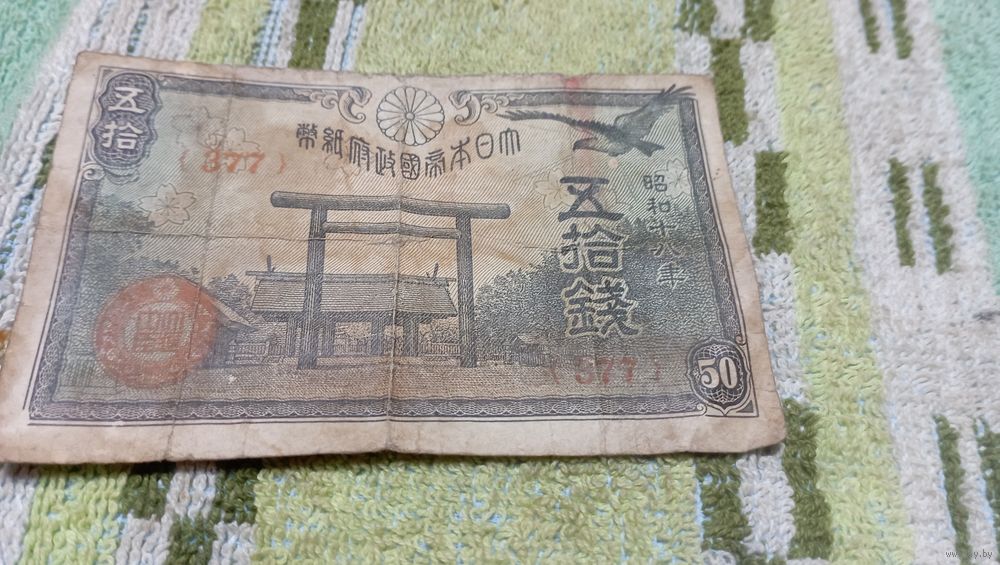 五拾
大日本帝國政府紙幣
{ 377 }
昭和十八年
五拾錢
{ 377 }
50